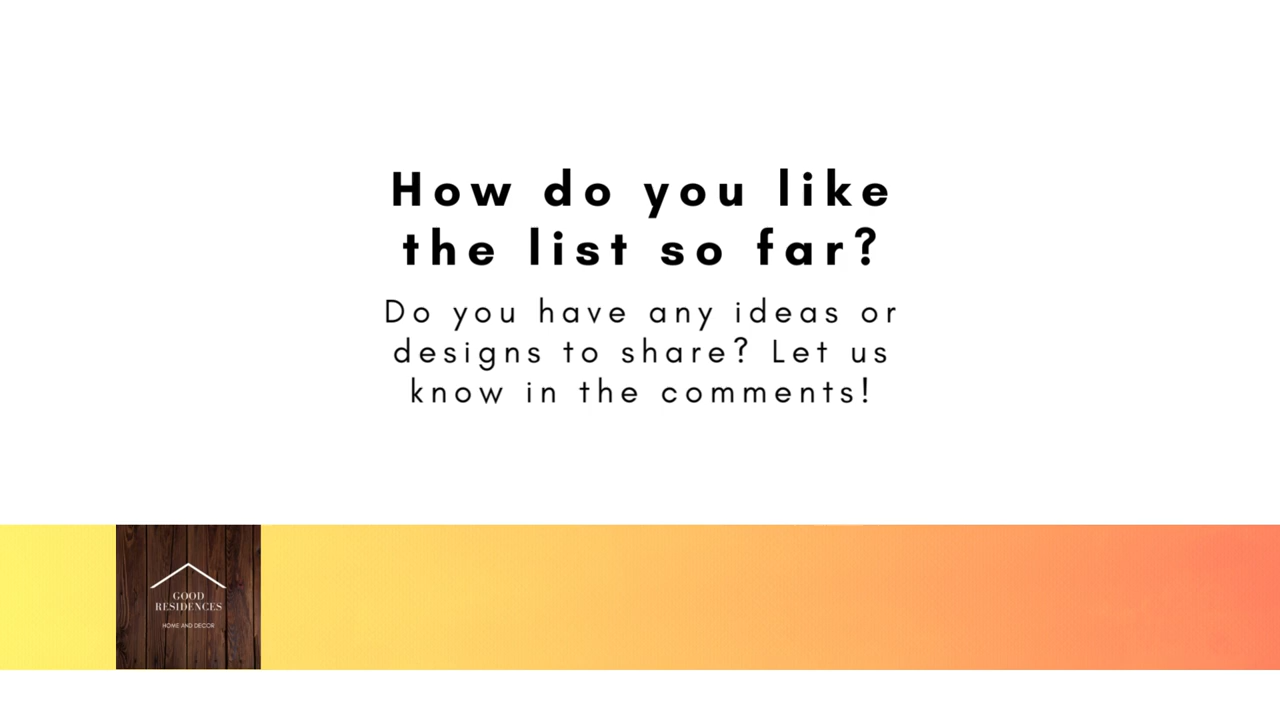 How do you like
the list so far?
Do you have any ideas or
designs to share? Let us
know in the comments!
GOOD
RESIDENCES
HOME AND DECOR